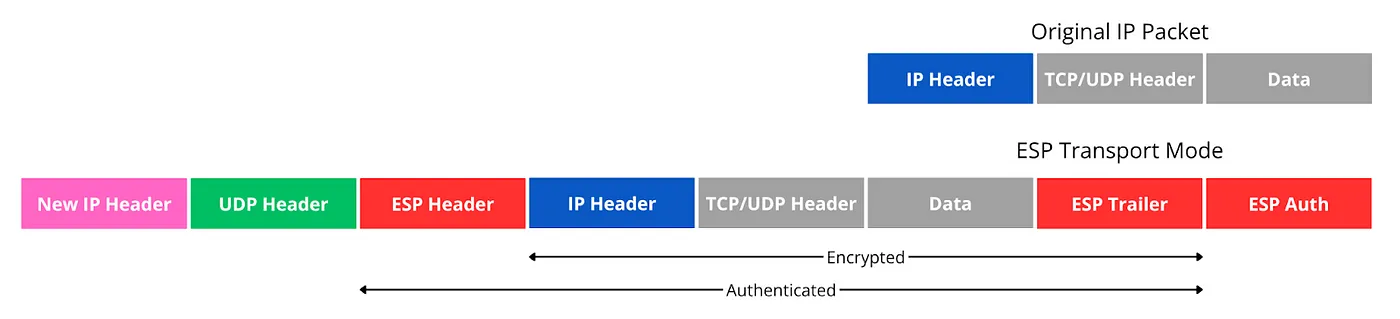 Original IP Packet
IP Header TCP/UDP Header Data
ESP Transport Mode
New IP Header UDP Header ESP Header IP Header TCP/UDP Header Data ESP Trailer ESP Auth
Encrypted
Authenticated